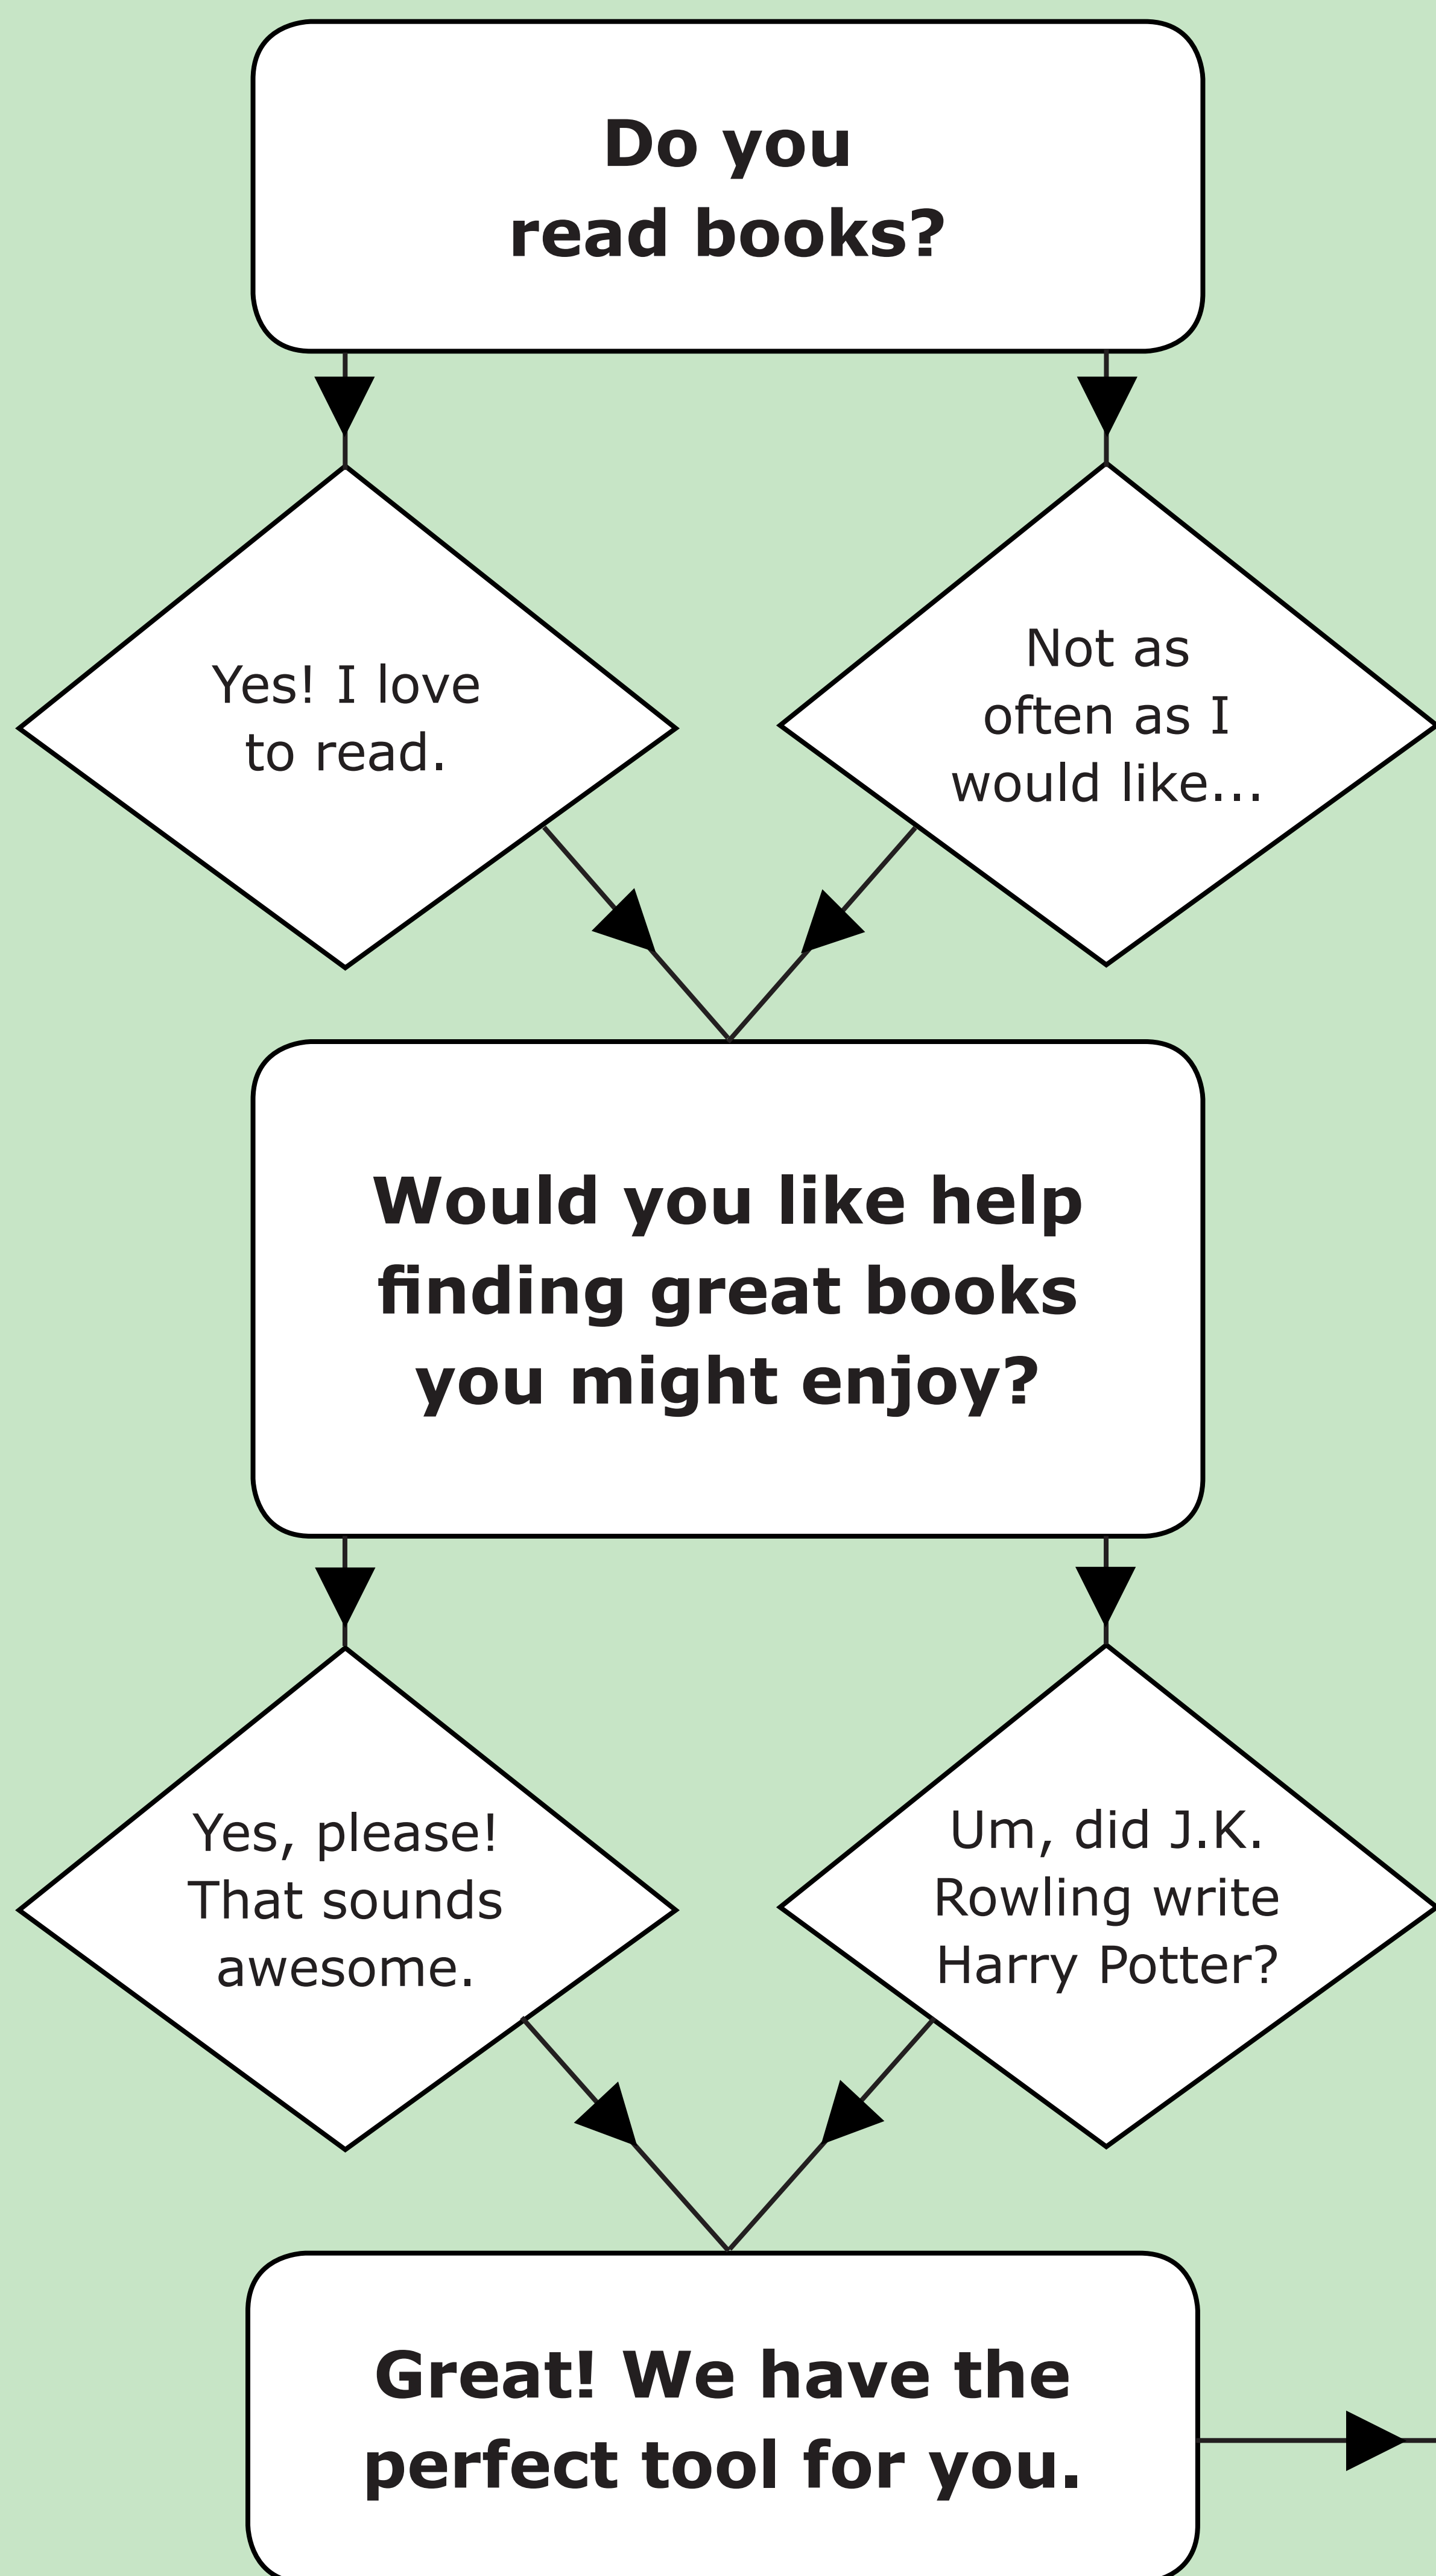 Do you
read books?
Yes! I love
to read.
Not as
often as I
would like...
Would you like help
finding great books
you might enjoy?
Yes, please!
That sounds
awesome.
Um, did J.K.
Rowling write
Harry Potter?
Great! We have the
perfect tool for you.